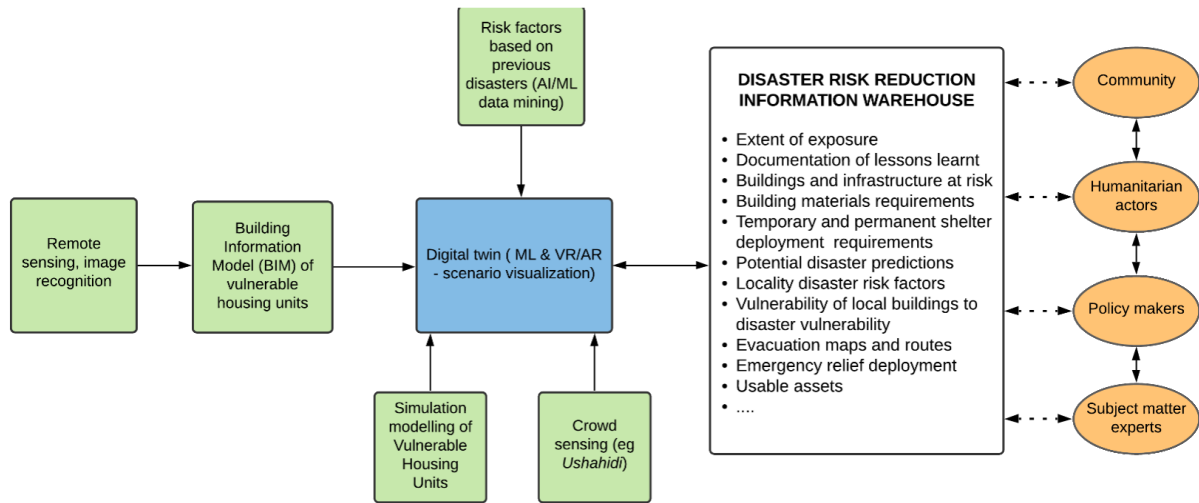 Risk factors
based on
previous
disasters (AI/ML
data mining)
Remote
sensing, image
recognition
Building
Information
Model (BIM) of
vulnerable
housing units
Digital twin ( ML & VR/AR
- scenario visualization)
Simulation
modelling of
Vulnerable
Housing
Units
Crowd
sensing (eg
Ushahidi)
DISASTER RISK REDUCTION
INFORMATION WAREHOUSE
• Extent of exposure
• Documentation of lessons learnt
• Buildings and infrastructure at risk
• Building materials requirements
• Temporary and permanent shelter
deployment requirements
• Potential disaster predictions
• Locality disaster risk factors
• Vulnerability of local buildings to
disaster vulnerability
• Evacuation maps and routes
• Emergency relief deployment
• Usable assets
• ....
Community
Humanitarian
actors
Policy makers
Subject matter
experts